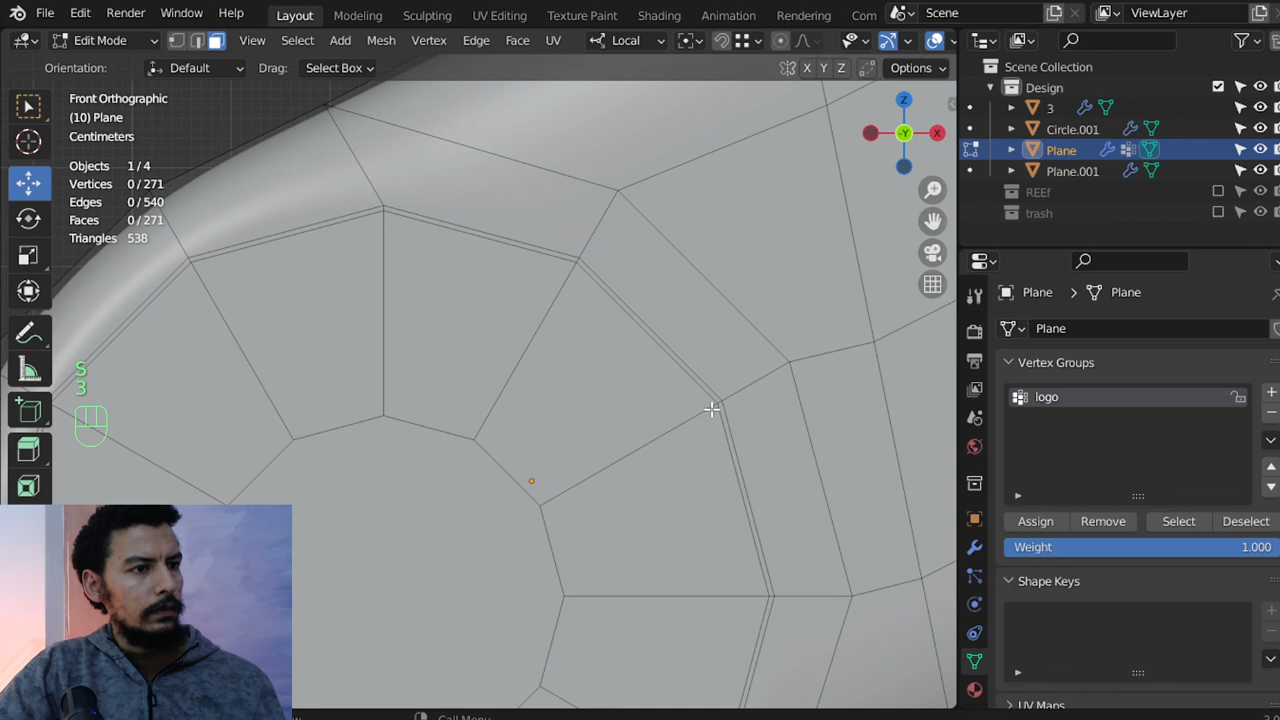 File Edit Render Window Help Layout Modeling Sculpting UV Editing Texture Paint Shading Animation Rendering Com Scene ViewLayer
Edit Mode View Select Add Mesh Vertex Edge Face UV Local
Orientation: Default Drag: Select Box X Y Z Options
Scene Collection
Design
3
Circle.001
Plane
Plane.001
REEf
trash
Front Orthographic
(10) Plane
Centimeters
Objects 1/4
Vertices 0/271
Edges 0/540
Faces 0/271
Triangles 538
Z
-Y
X
S
3
Plane > Plane
Plane
Vertex Groups
logo
Assign Remove Select Deselect
Weight 1.000
Shape Keys
UV Maps
Call Menu